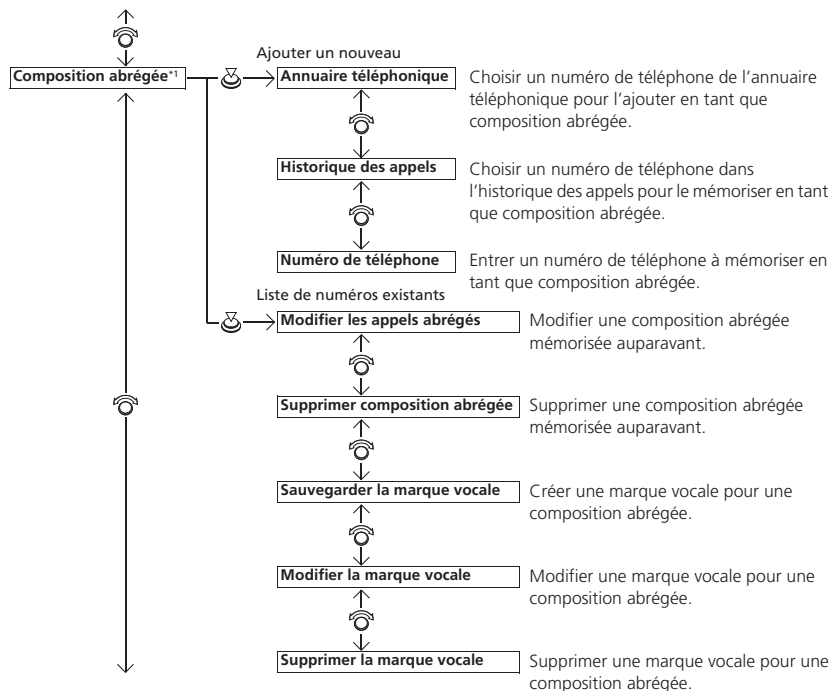 Ajouter un nouveau
Composition abrégée*1
Annuaire téléphonique
Choisir un numéro de téléphone de l'annuaire
téléphonique pour l'ajouter en tant que
composition abrégée.
Historique des appels
Choisir un numéro de téléphone dans
l'historique des appels pour le mémoriser en tant
que composition abrégée.
Numéro de téléphone
Entrer un numéro de téléphone à mémoriser en
tant que composition abrégée.
Liste de numéros existants
Modifier les appels abrégés
Modifier une composition abrégée
mémorisée auparavant.
Supprimer composition abrégée
Supprimer une composition abrégée
mémorisée auparavant.
Sauvegarder la marque vocale
Créer une marque vocale pour une
composition abrégée.
Modifier la marque vocale
Modifier une marque vocale pour une
composition abrégée.
Supprimer la marque vocale
Supprimer une marque vocale pour une
composition abrégée.